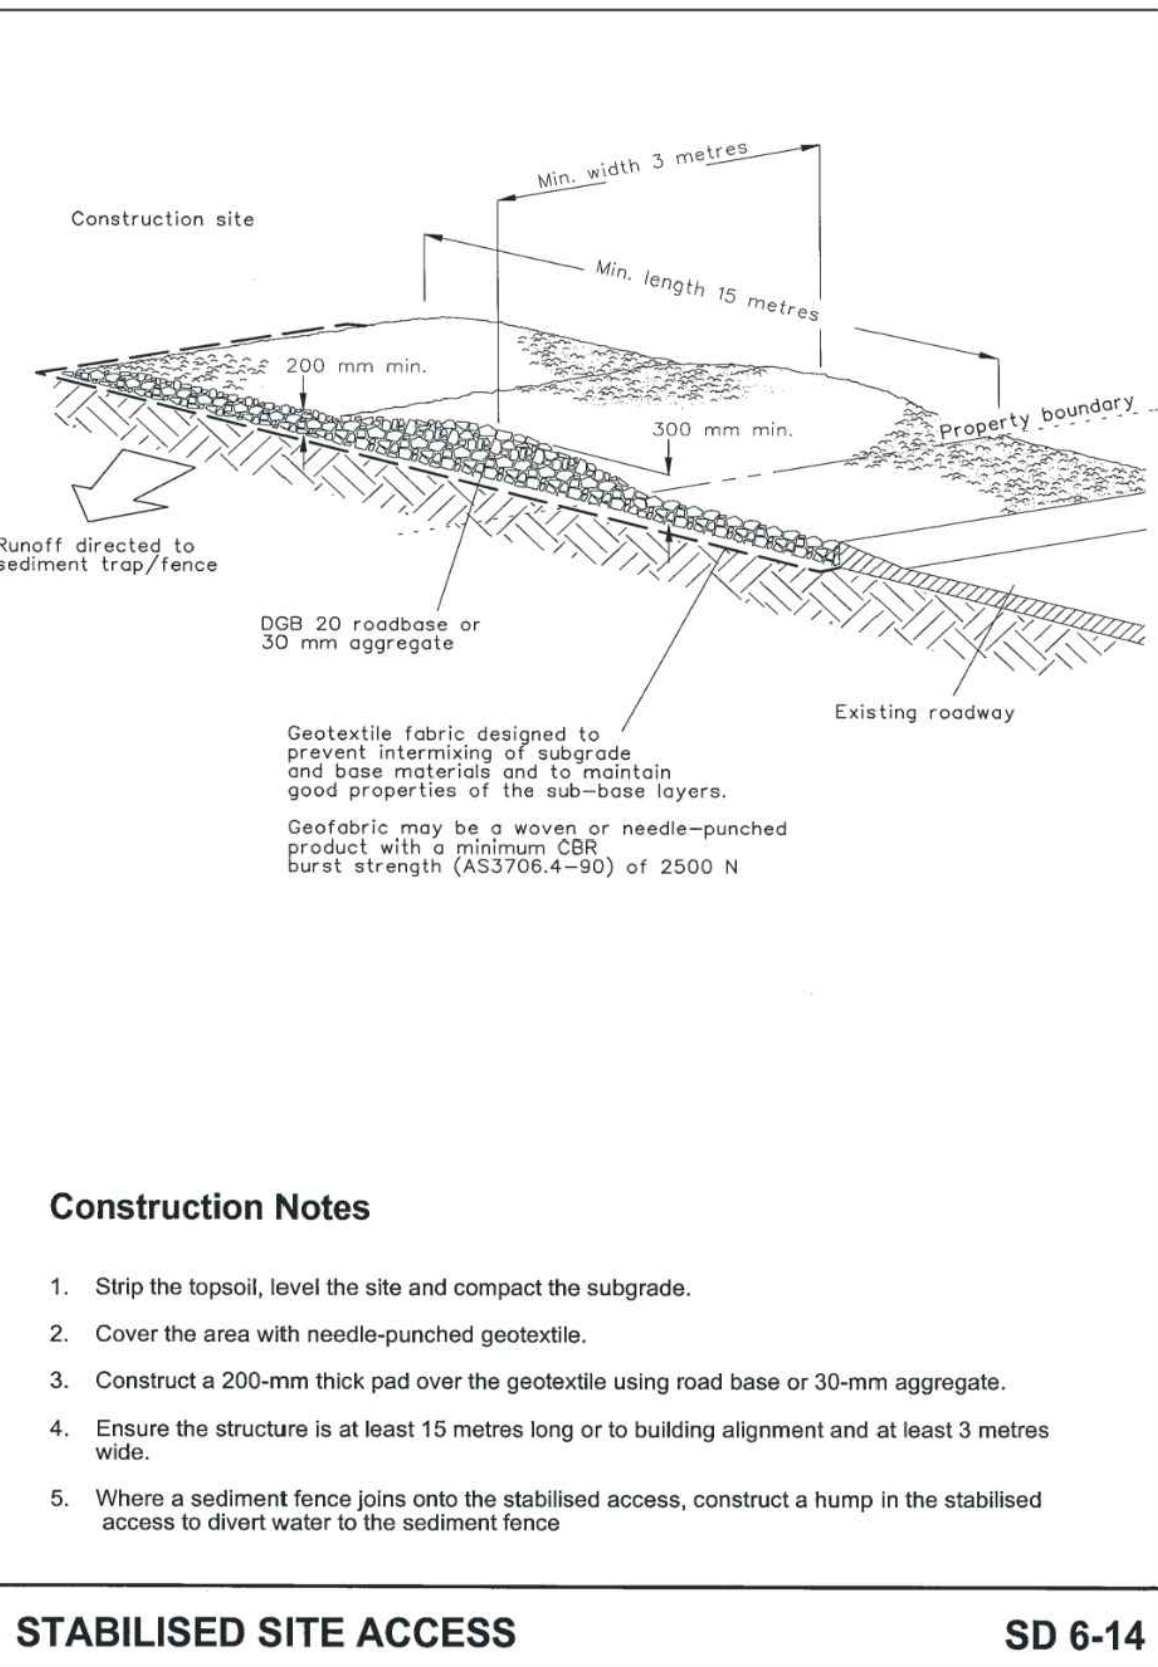 Min. width 3 metres
Construction site
Min. length 15 metres
200 mm min.
Property boundary
300 mm min.
Runoff directed to
sediment trap/fence
DGB 20 roadbase or
30 mm aggregate
Existing roadway
Geotextile fabric designed to
prevent intermixing of subgrade
and base materials and to maintain
good properties of the sub-base layers.
Geofabric may be a woven or needle-punched
product with a minimum CBR
burst strength (AS3706.4-90) of 2500 N
Construction Notes
1. Strip the topsoil, level the site and compact the subgrade.
2. Cover the area with needle-punched geotextile.
3. Construct a 200-mm thick pad over the geotextile using road base or 30-mm aggregate.
4. Ensure the structure is at least 15 metres long or to building alignment and at least 3 metres
wide.
5. Where a sediment fence joins onto the stabilised access, construct a hump in the stabilised
access to divert water to the sediment fence
STABILISED SITE ACCESS
SD 6-14